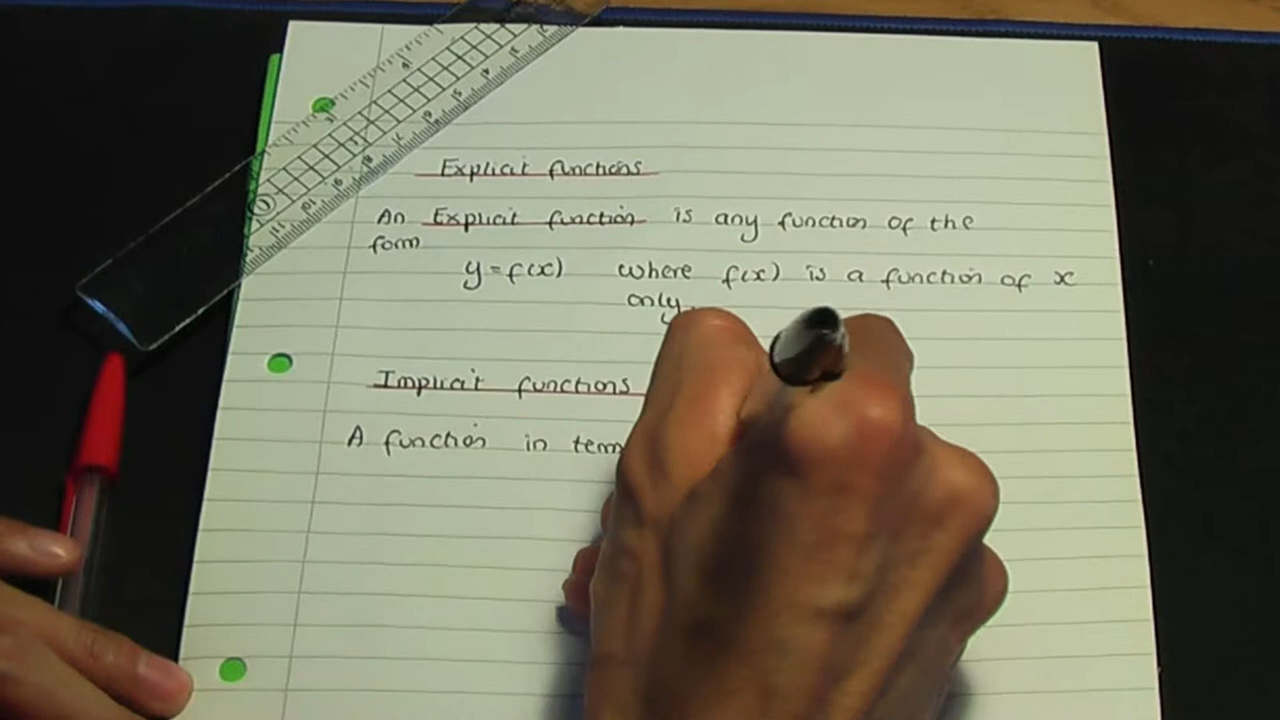 Explicit functions
An Explicit function is any function of the
form
y = f(x) where f(x) is a function of x
only.
Implicit functions
A function in term